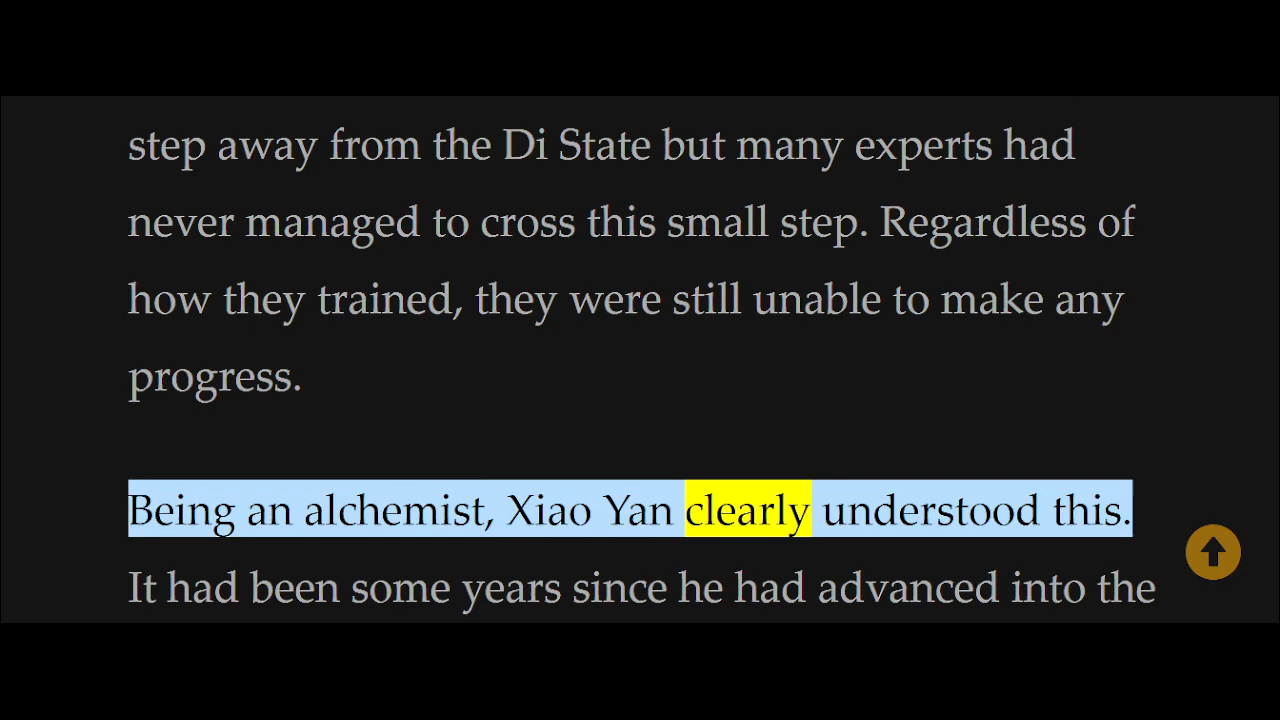 step away from the Di State but many experts had
never managed to cross this small step. Regardless of
how they trained, they were still unable to make any
progress.
Being an alchemist, Xiao Yan clearly understood this.
It had been some years since he had advanced into the